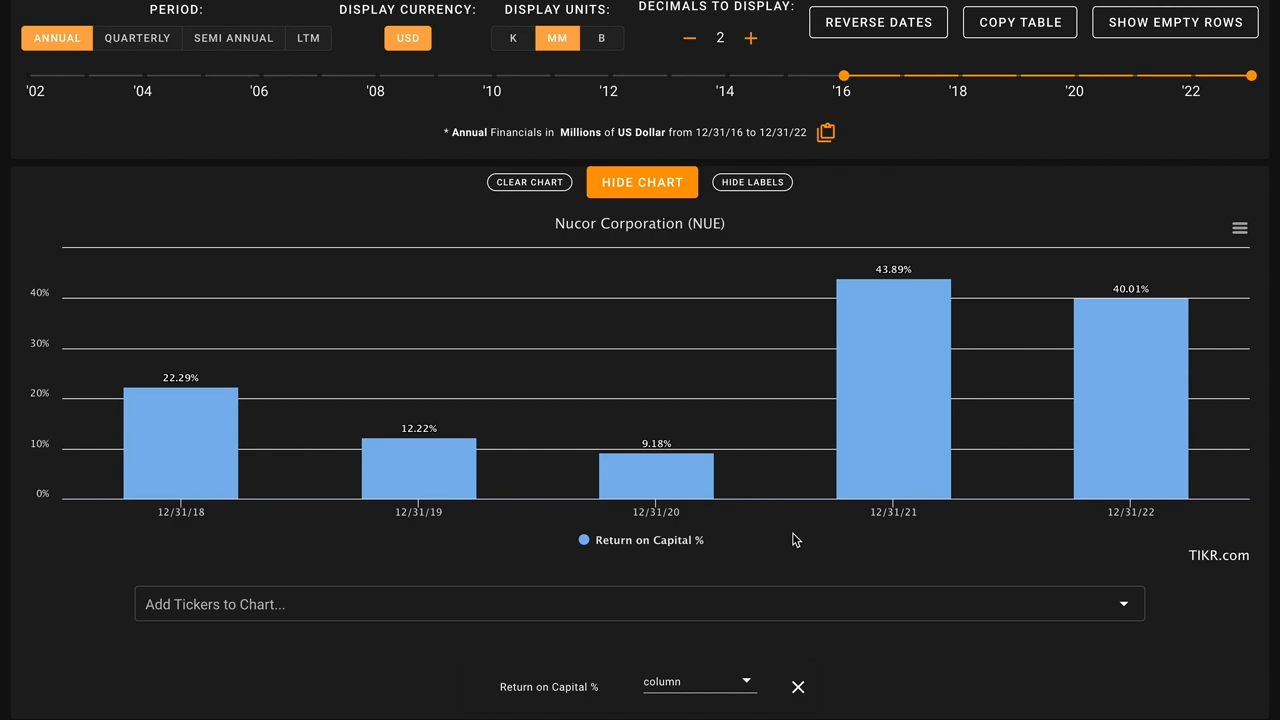 PERIOD: DISPLAY CURRENCY: DISPLAY UNITS: DECIMALS TO DISPLAY:
ANNUAL QUARTERLY SEMI ANNUAL LTM USD K MM B − 2 + REVERSE DATES COPY TABLE SHOW EMPTY ROWS
'02 '04 '06 '08 '10 '12 '14 '16 '18 '20 '22
* Annual Financials in Millions of US Dollar from 12/31/16 to 12/31/22
CLEAR CHART HIDE CHART HIDE LABELS
Nucor Corporation (NUE)
43.89%
40.01%
40%
30%
22.29%
20%
12.22%
10%
9.18%
0%
12/31/18 12/31/19 12/31/20 12/31/21 12/31/22
Return on Capital %
TIKR.com
Add Tickers to Chart...
Return on Capital % column